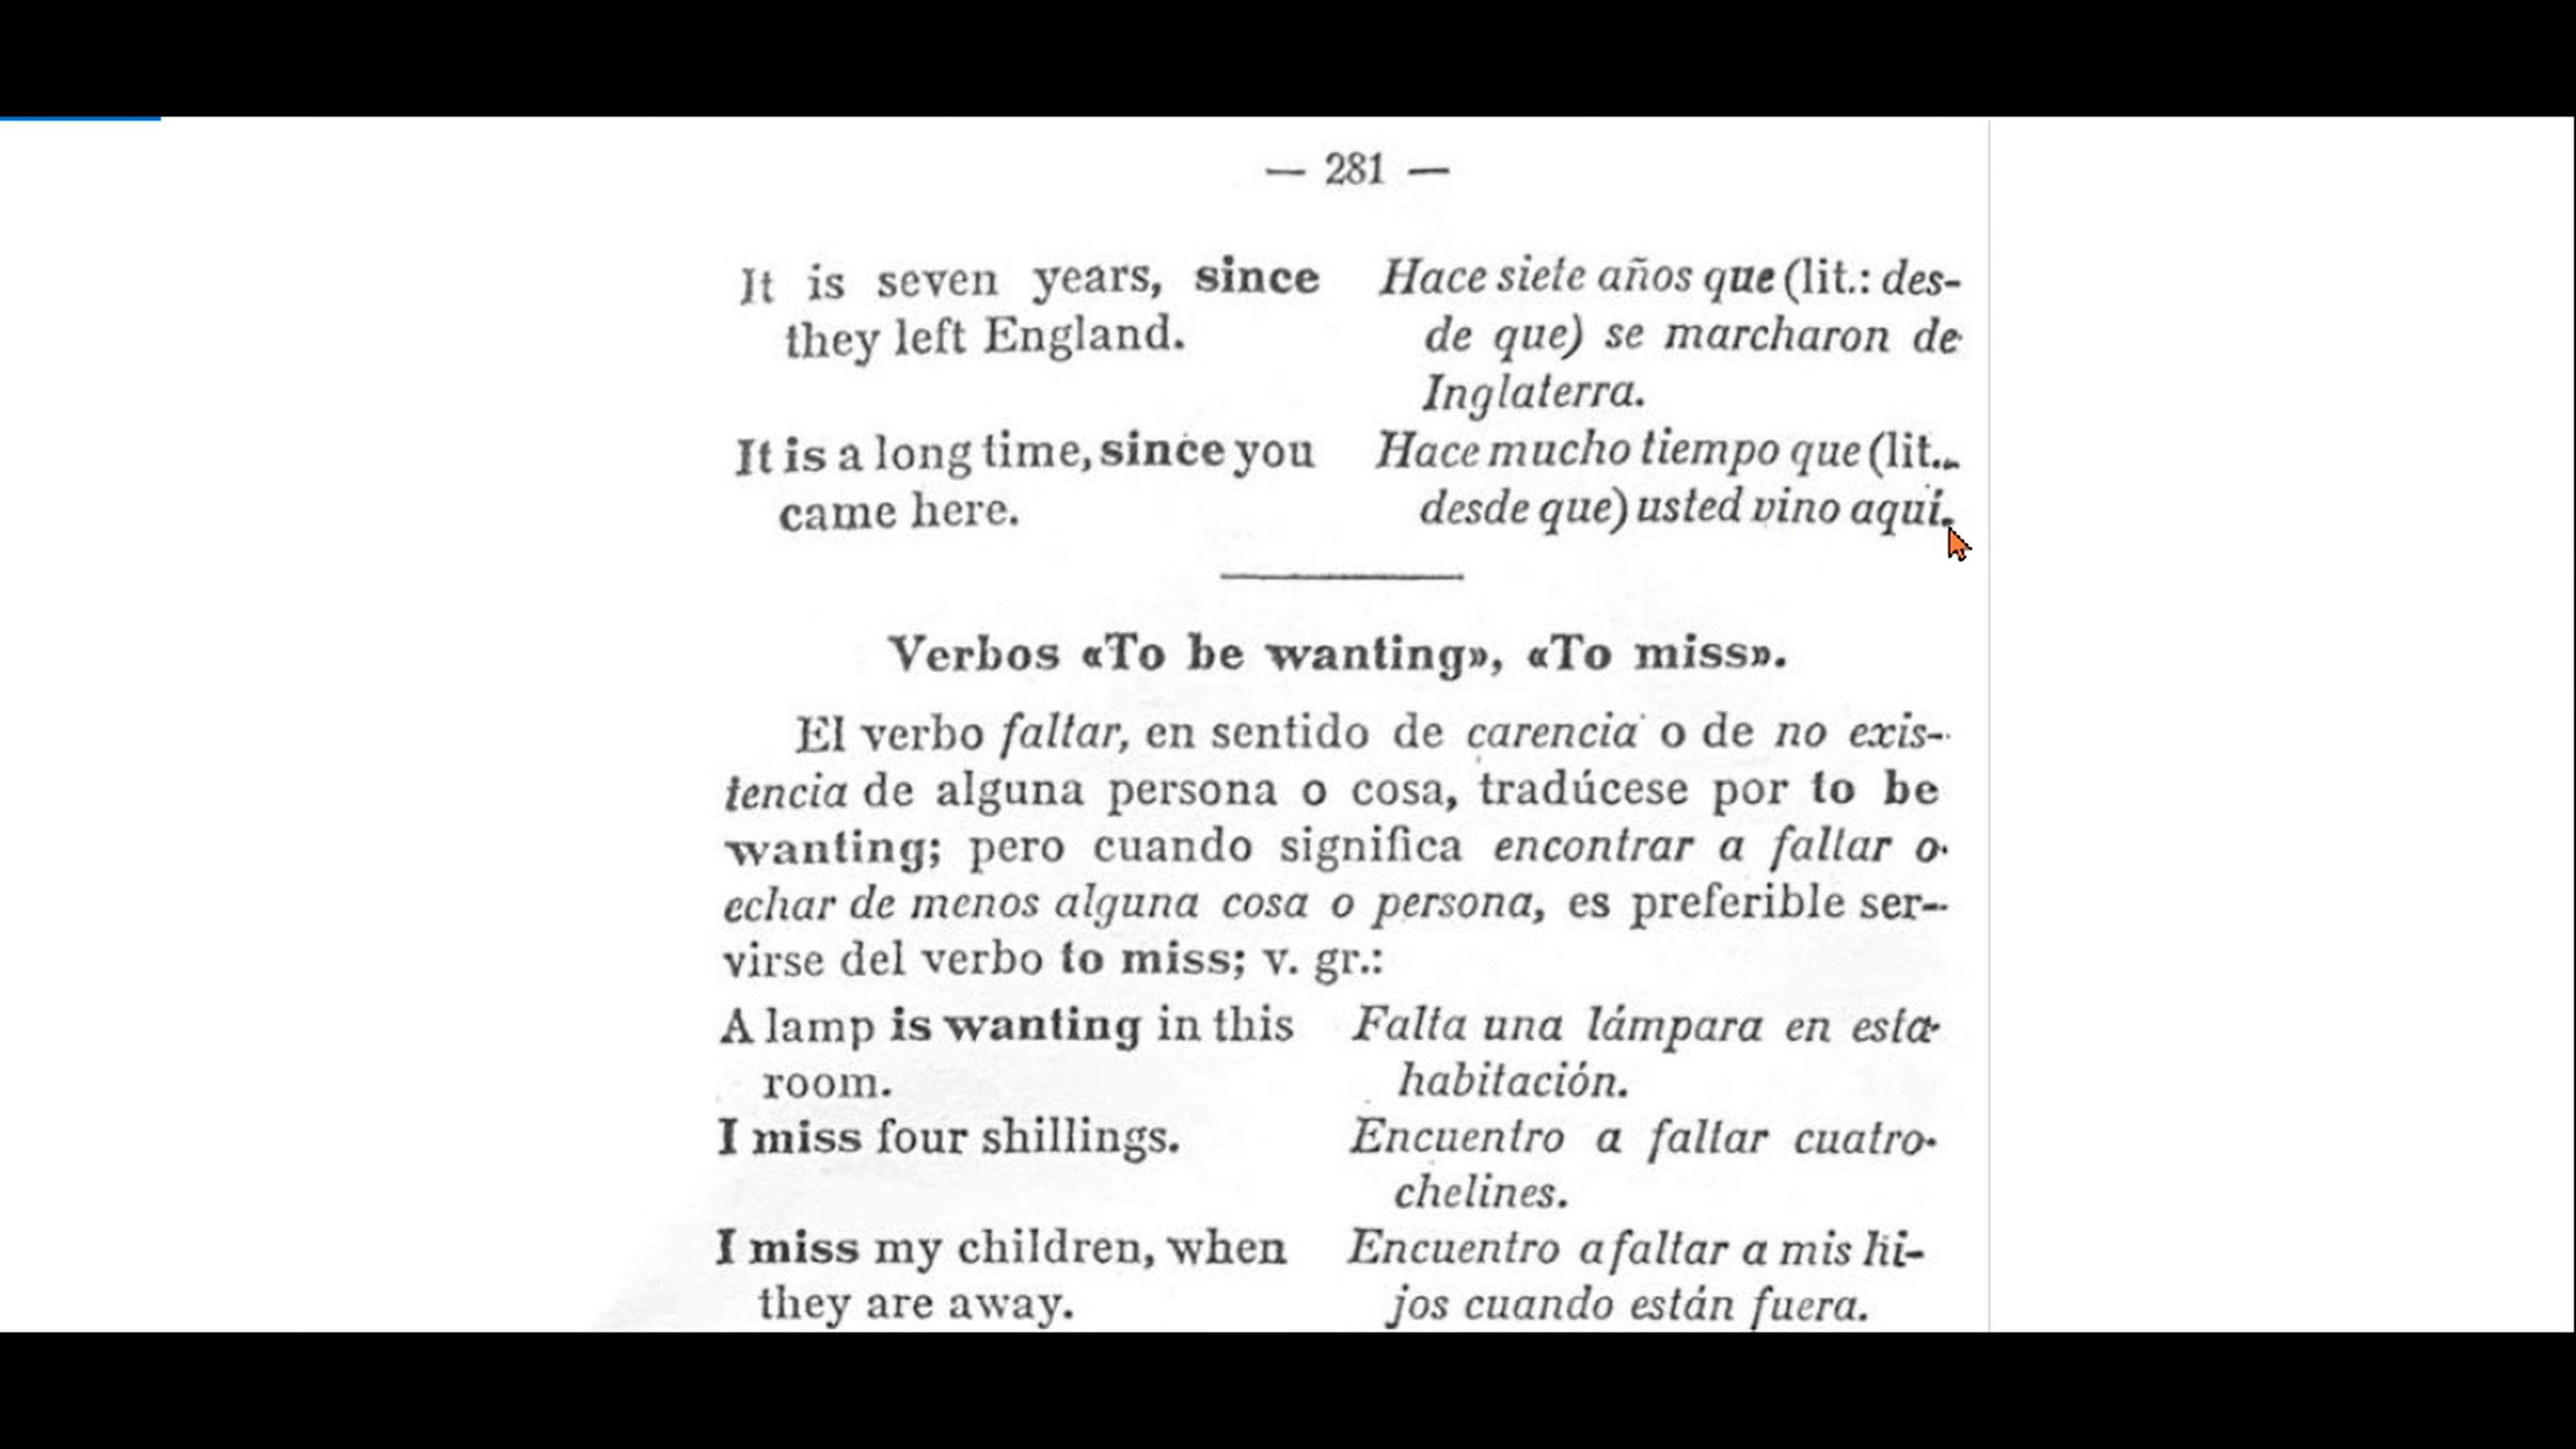 — 281 —
It is seven years, since Hace siete años que (lit.: des-
they left England. de que) se marcharon de
Inglaterra.
It is a long time, since you Hace mucho tiempo que (lit..
came here. desde que) usted vino aquí.
Verbos «To be wanting», «To miss».
El verbo faltar, en sentido de carencia o de no exis-
tencia de alguna persona o cosa, tradúcese por to be
wanting; pero cuando significa encontrar a faltar o
echar de menos alguna cosa o persona, es preferible ser-
virse del verbo to miss; v. gr.:
A lamp is wanting in this Falta una lámpara en esta
room. habitación.
I miss four shillings. Encuentro a faltar cuatro
chelines.
I miss my children, when Encuentro a faltar a mis hi-
they are away. jos cuando están fuera.